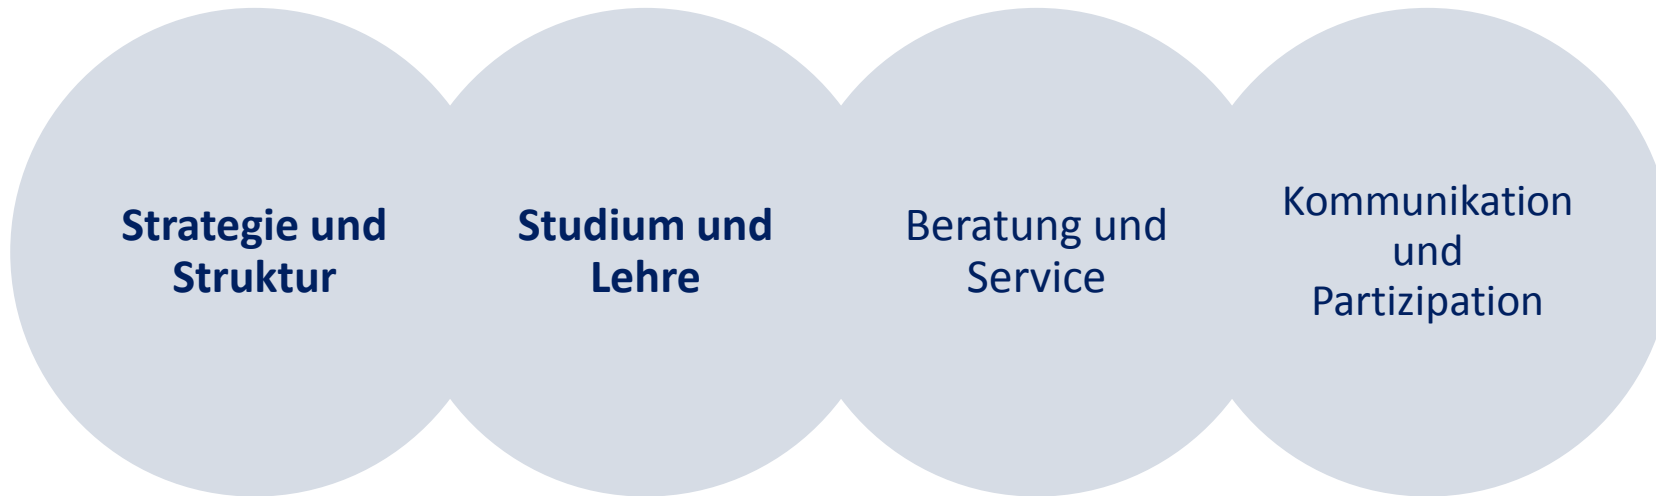 Strategie und
Struktur
Studium und
Lehre
Beratung und
Service
Kommunikation
und
Partizipation